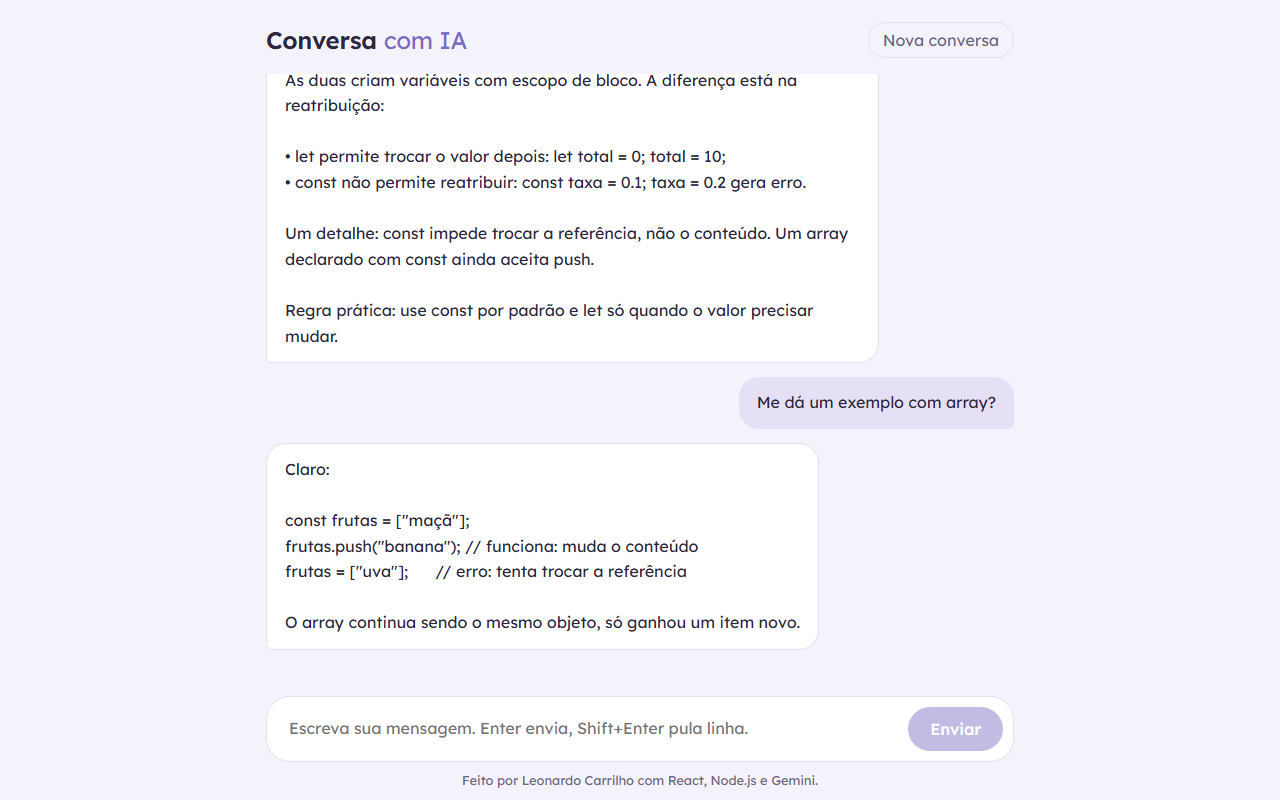 Conversa com IA
Nova conversa
As duas criam variáveis com escopo de bloco. A diferença está na
reatribuição:
• let permite trocar o valor depois: let total = 0; total = 10;
• const não permite reatribuir: const taxa = 0.1; taxa = 0.2 gera erro.
Um detalhe: const impede trocar a referência, não o conteúdo. Um array
declarado com const ainda aceita push.
Regra prática: use const por padrão e let só quando o valor precisar
mudar.
Me dá um exemplo com array?
Claro:
const frutas = ["maçã"];
frutas.push("banana"); // funciona: muda o conteúdo
frutas = ["uva"];      // erro: tenta trocar a referência
O array continua sendo o mesmo objeto, só ganhou um item novo.
Escreva sua mensagem. Enter envia, Shift+Enter pula linha.
Enviar
Feito por Leonardo Carrilho com React, Node.js e Gemini.